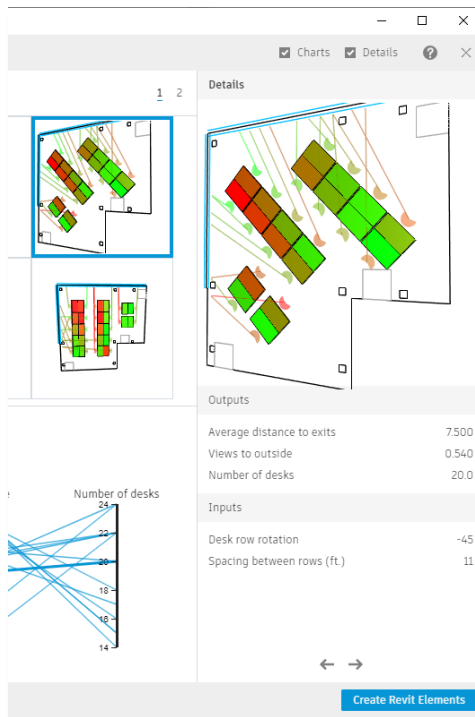 Charts Details
1 2
Details
Outputs
Average distance to exits 7.500
Views to outside 0.540
Number of desks 20.0
Inputs
Desk row rotation -45
Spacing between rows (ft.) 11
Number of desks
24
22
20
18
16
14
Create Revit Elements